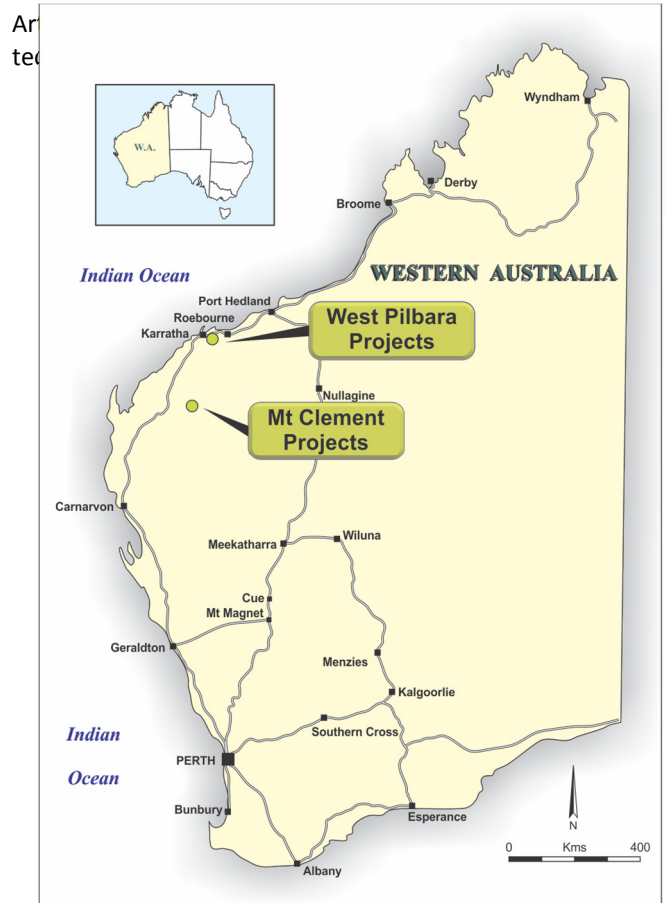 Wyndham
W.A.
Derby
Broome
Indian Ocean
WESTERN AUSTRALIA
Port Hedland
Roebourne
Karratha
West Pilbara
Projects
Nullagine
Mt Clement
Projects
Carnarvon
Meekatharra
Wiluna
Cue
Mt Magnet
Geraldton
Menzies
Kalgoorlie
Southern Cross
Indian
Ocean
PERTH
Bunbury
Esperance
N
0 Kms 400
Albany